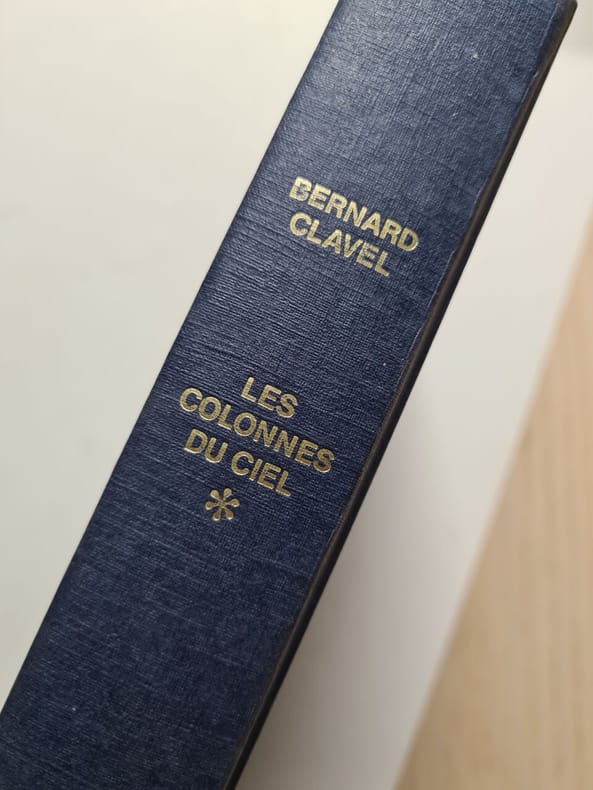 BERNARD
CLAVEL
LES
COLONNES
DU CIEL
*